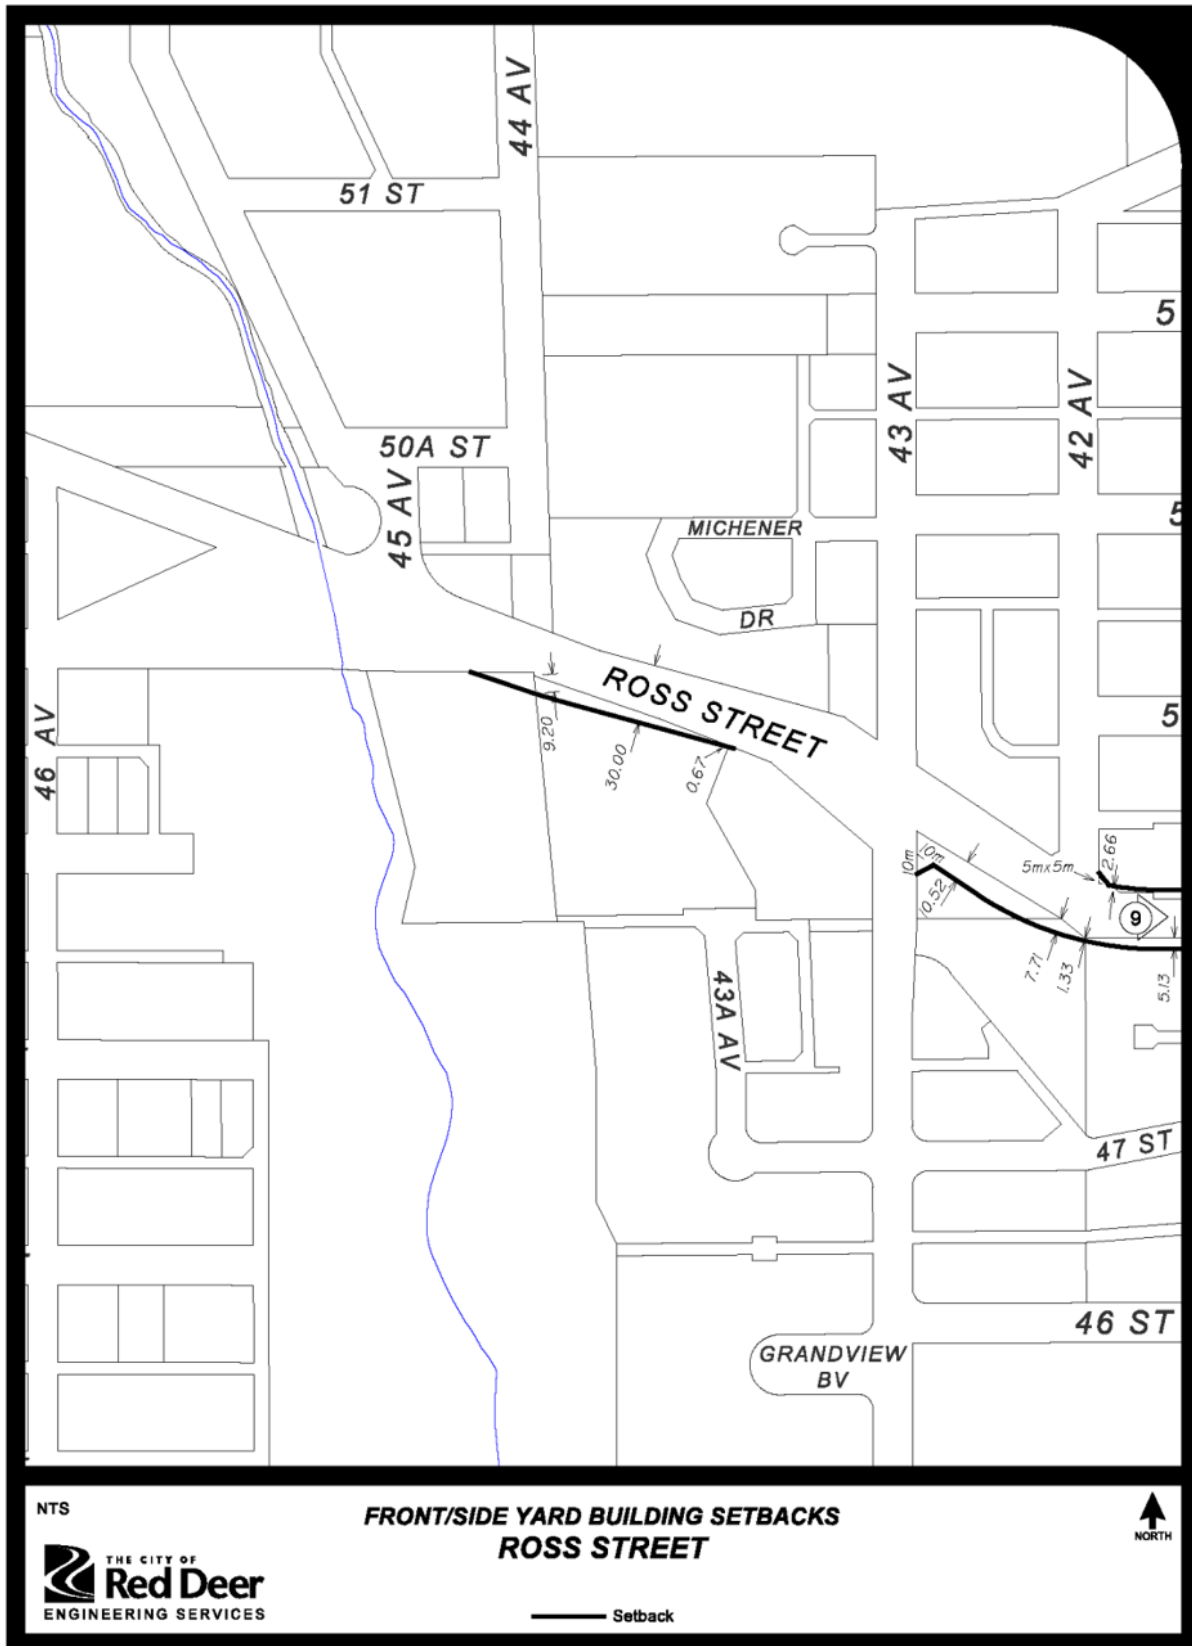 44 AV
51 ST
5
43 AV
42 AV
50A ST
45 AV
5
MICHENER
DR
ROSS STREET
46 AV
9.20
30.00
0.67
5
10m
10m
10.52
5mx5m
2.66
9
7.71
1.33
5.13
43A AV
47 ST
46 ST
GRANDVIEW
BV
NTS
FRONT/SIDE YARD BUILDING SETBACKS
ROSS STREET
NORTH
THE CITY OF
Red Deer
ENGINEERING SERVICES
Setback